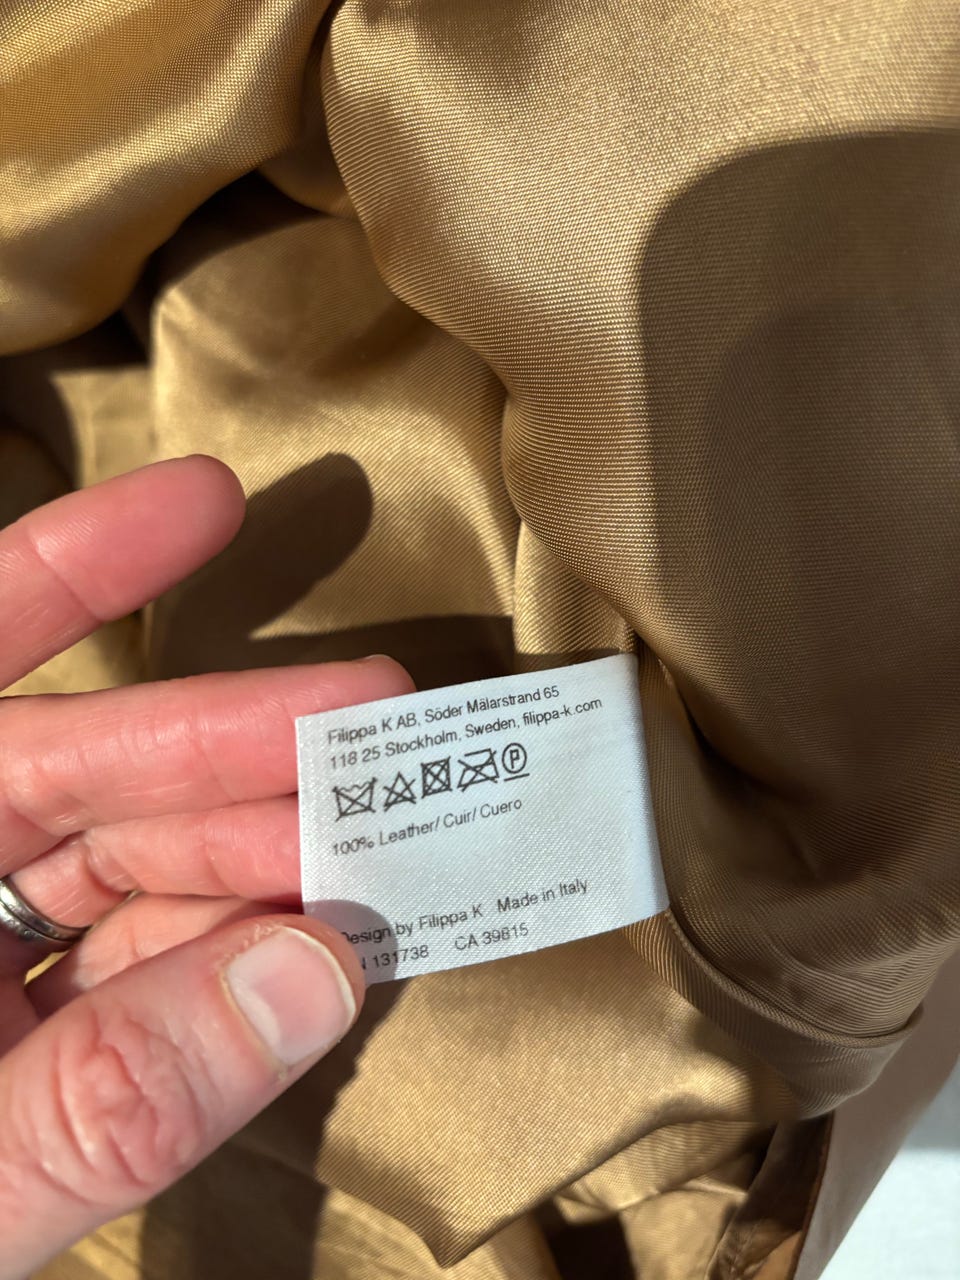 Filippa K AB, Söder Mälarstrand 65
118 25 Stockholm, Sweden, filippa-k.com
P
100% Leather/ Cuir/ Cuero
Design by Filippa K Made in Italy
131738 CA 39815